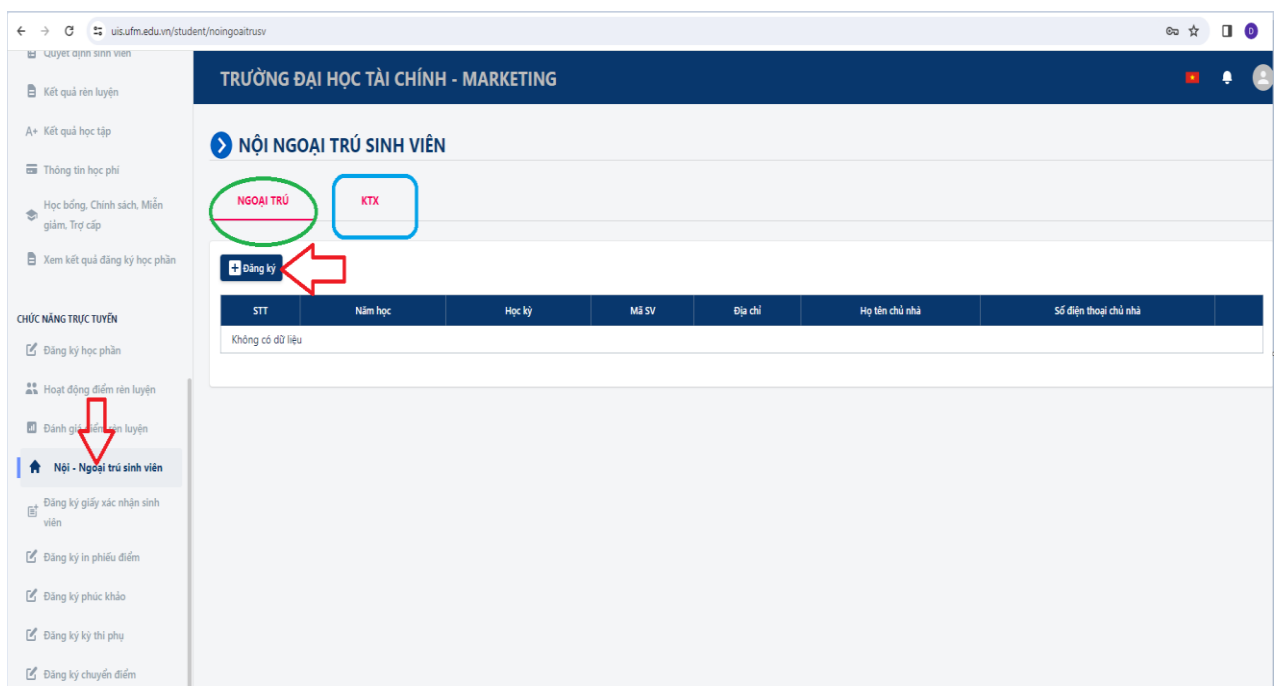 uis.ufm.edu.vn/student/noingoaitrusv
D
Quyết định sinh viên
Kết quả rèn luyện
A+ Kết quả học tập
Thông tin học phí
Học bổng, Chính sách, Miễn
giảm, Trợ cấp
Xem kết quả đăng ký học phần
CHỨC NĂNG TRỰC TUYẾN
Đăng ký học phần
Hoạt động điểm rèn luyện
Đánh giá điểm rèn luyện
Nội - Ngoại trú sinh viên
Đăng ký giấy xác nhận sinh
viên
Đăng ký in phiếu điểm
Đăng ký phúc khảo
Đăng ký kỳ thi phụ
Đăng ký chuyển điểm
TRƯỜNG ĐẠI HỌC TÀI CHÍNH - MARKETING
NỘI NGOẠI TRÚ SINH VIÊN
NGOẠI TRÚ KTX
Đăng ký
STT Năm học Học kỳ Mã SV Địa chỉ Họ tên chủ nhà Số điện thoại chủ nhà
Không có dữ liệu